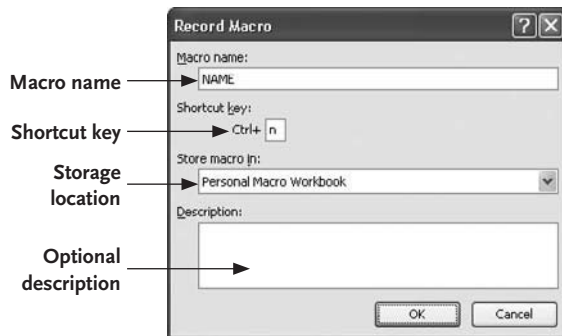 Record Macro
Macro name:
Macro name
NAME
Shortcut key:
Shortcut key
Ctrl+ n
Store macro in:
Storage
location
Personal Macro Workbook
Description:
Optional
description
OK Cancel